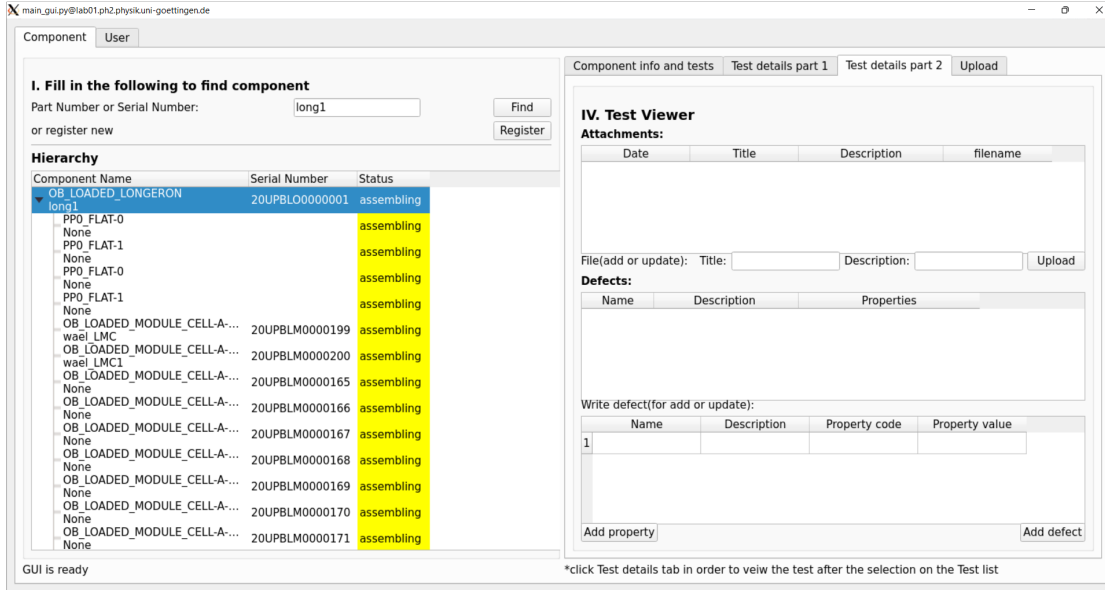 main_gui.py@lab01.ph2.physik.uni-goettingen.de
Component User
I. Fill in the following to find component
Part Number or Serial Number: long1 Find
or register new Register
Hierarchy
Component Name Serial Number Status
OB_LOADED_LONGERON
long1 20UPBLO0000001 assembling
PP0_FLAT-0
None assembling
PP0_FLAT-1
None assembling
PP0_FLAT-0
None assembling
PP0_FLAT-1
None assembling
OB_LOADED_MODULE_CELL-A-...
wael_LMC 20UPBLM0000199 assembling
OB_LOADED_MODULE_CELL-A-...
wael_LMC1 20UPBLM0000200 assembling
OB_LOADED_MODULE_CELL-A-...
None 20UPBLM0000165 assembling
OB_LOADED_MODULE_CELL-A-...
None 20UPBLM0000166 assembling
OB_LOADED_MODULE_CELL-A-...
None 20UPBLM0000167 assembling
OB_LOADED_MODULE_CELL-A-...
None 20UPBLM0000168 assembling
OB_LOADED_MODULE_CELL-A-...
None 20UPBLM0000169 assembling
OB_LOADED_MODULE_CELL-A-...
None 20UPBLM0000170 assembling
OB_LOADED_MODULE_CELL-A-...
None 20UPBLM0000171 assembling
GUI is ready
Component info and tests Test details part 1 Test details part 2 Upload
IV. Test Viewer
Attachments:
Date Title Description filename
File(add or update): Title: Description: Upload
Defects:
Name Description Properties
Write defect(for add or update):
Name Description Property code Property value
1
Add property Add defect
*click Test details tab in order to veiw the test after the selection on the Test list